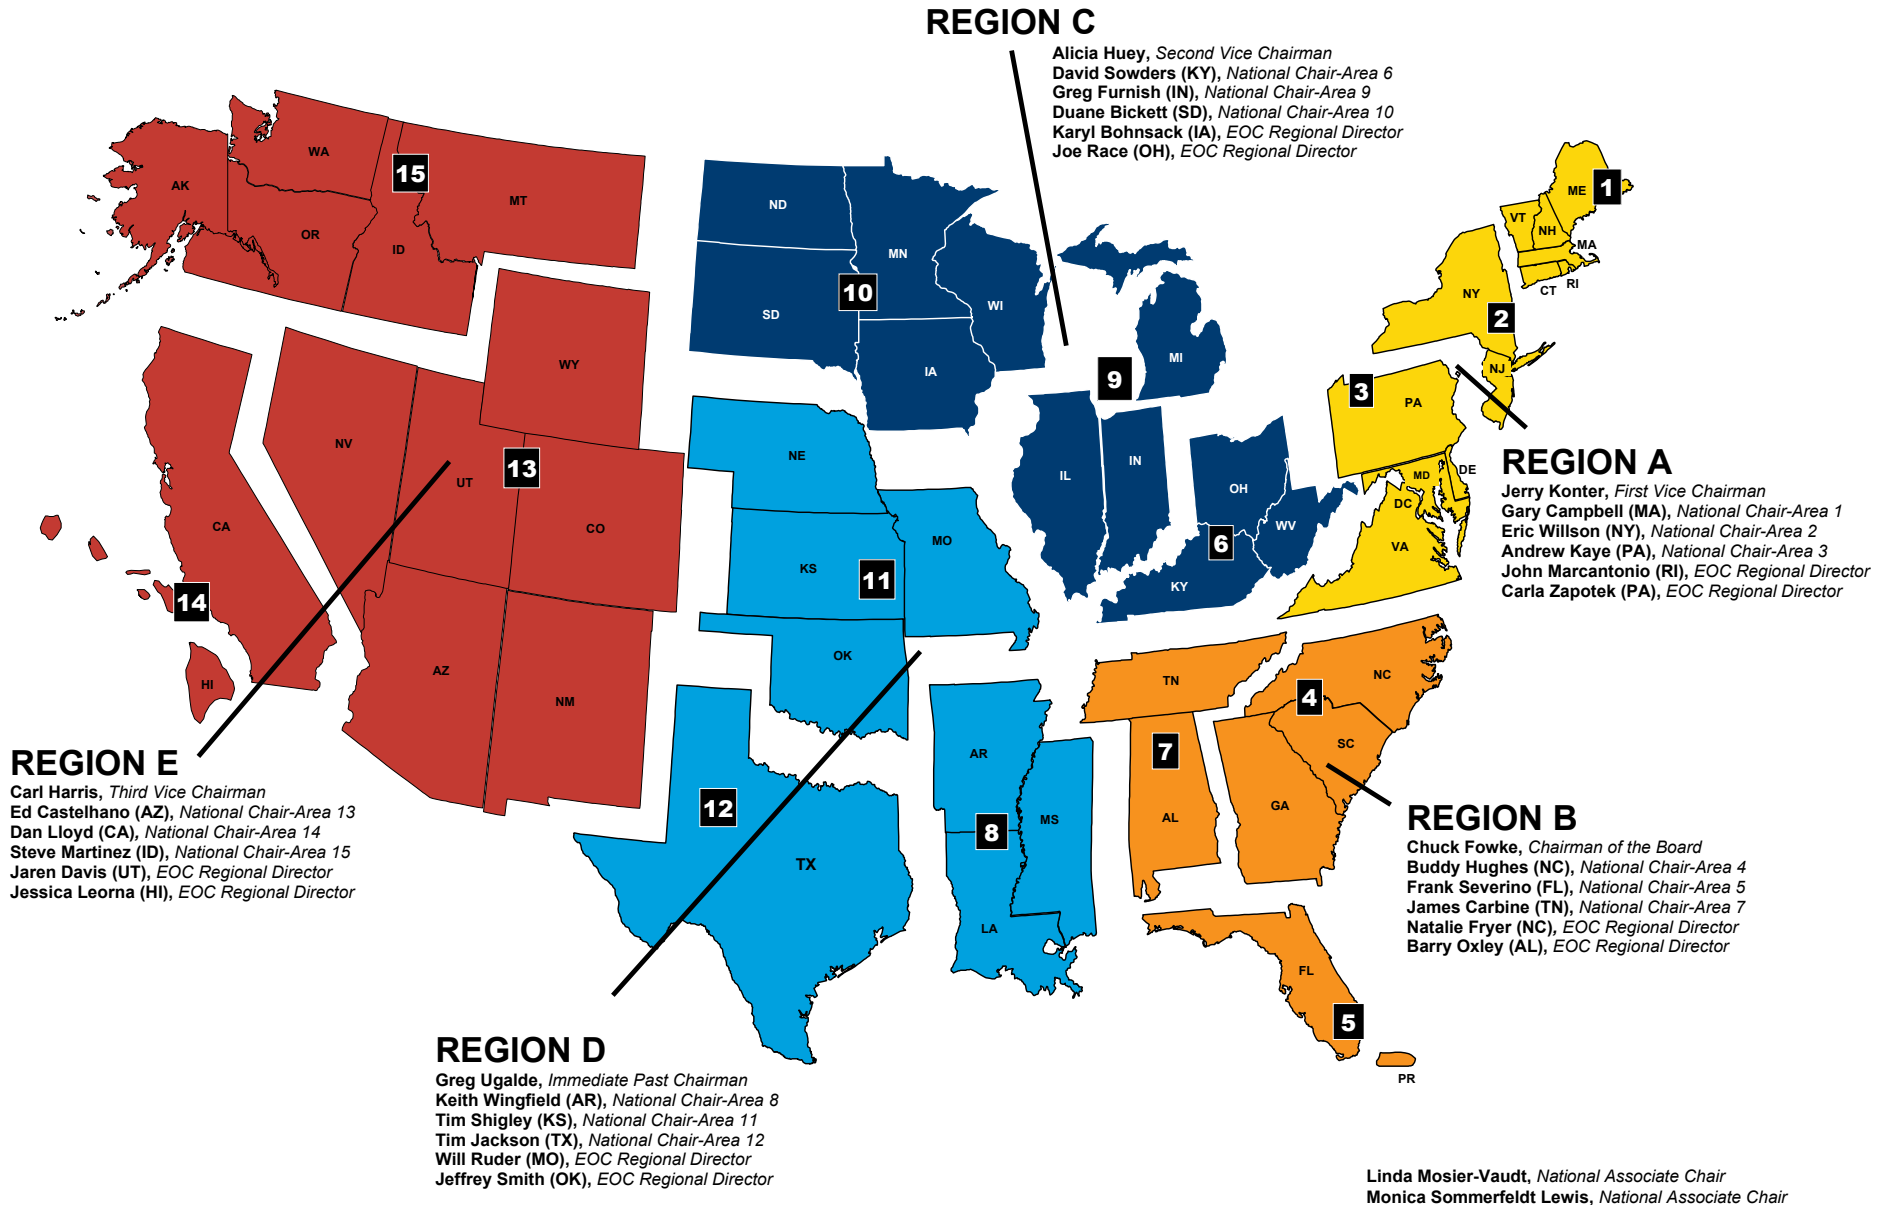 REGION C
Alicia Huey, Second Vice Chairman
David Sowders (KY), National Chair-Area 6
Greg Furnish (IN), National Chair-Area 9
Duane Bickett (SD), National Chair-Area 10
Karyl Bohnsack (IA), EOC Regional Director
Joe Race (OH), EOC Regional Director
WA
15
AK
MT
OR
ID
WY
NV
13
UT
CO
CA
14
AZ
HI
NM
ND
MN
10
SD
WI
IA
9
MI
IL
IN
OH
WV
6
KY
ME
1
VT
NH
MA
CT
RI
NY
2
NJ
3
PA
DE
MD
DC
VA
NE
MO
KS
11
OK
12
TX
AR
8
MS
LA
TN
NC
4
SC
7
AL
GA
FL
5
PR
REGION A
Jerry Konter, First Vice Chairman
Gary Campbell (MA), National Chair-Area 1
Eric Willson (NY), National Chair-Area 2
Andrew Kaye (PA), National Chair-Area 3
John Marcantonio (RI), EOC Regional Director
Carla Zapotek (PA), EOC Regional Director
REGION E
Carl Harris, Third Vice Chairman
Ed Castelhano (AZ), National Chair-Area 13
Dan Lloyd (CA), National Chair-Area 14
Steve Martinez (ID), National Chair-Area 15
Jaren Davis (UT), EOC Regional Director
Jessica Leorna (HI), EOC Regional Director
REGION B
Chuck Fowke, Chairman of the Board
Buddy Hughes (NC), National Chair-Area 4
Frank Severino (FL), National Chair-Area 5
James Carbine (TN), National Chair-Area 7
Natalie Fryer (NC), EOC Regional Director
Barry Oxley (AL), EOC Regional Director
REGION D
Greg Ugalde, Immediate Past Chairman
Keith Wingfield (AR), National Chair-Area 8
Tim Shigley (KS), National Chair-Area 11
Tim Jackson (TX), National Chair-Area 12
Will Ruder (MO), EOC Regional Director
Jeffrey Smith (OK), EOC Regional Director
Linda Mosier-Vaudt, National Associate Chair
Monica Sommerfeldt Lewis, National Associate Chair